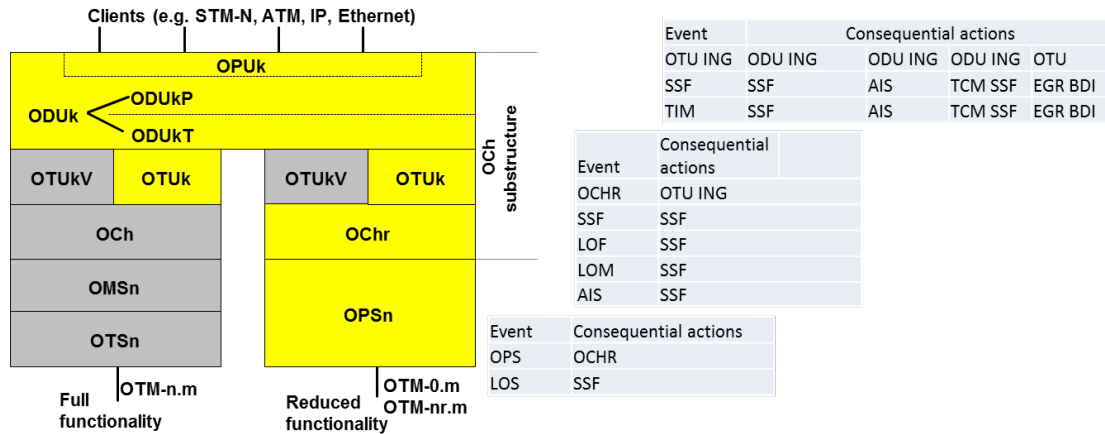 Clients (e.g. STM-N, ATM, IP, Ethernet)
OPUk
ODUk
ODUkP
ODUkT
OTUkV
OTUk
OTUkV
OTUk
OCh
OChr
OMSn
OPSn
OTSn
OCh
substructure
OTM-n.m
Full
functionality
OTM-0.m
OTM-nr.m
Reduced
functionality
Event Consequential actions
OTU ING ODU ING ODU ING ODU ING OTU
SSF SSF AIS TCM SSF EGR BDI
TIM SSF AIS TCM SSF EGR BDI
Consequential
Event actions
OCHR OTU ING
SSF SSF
LOF SSF
LOM SSF
AIS SSF
Event Consequential actions
OPS OCHR
LOS SSF